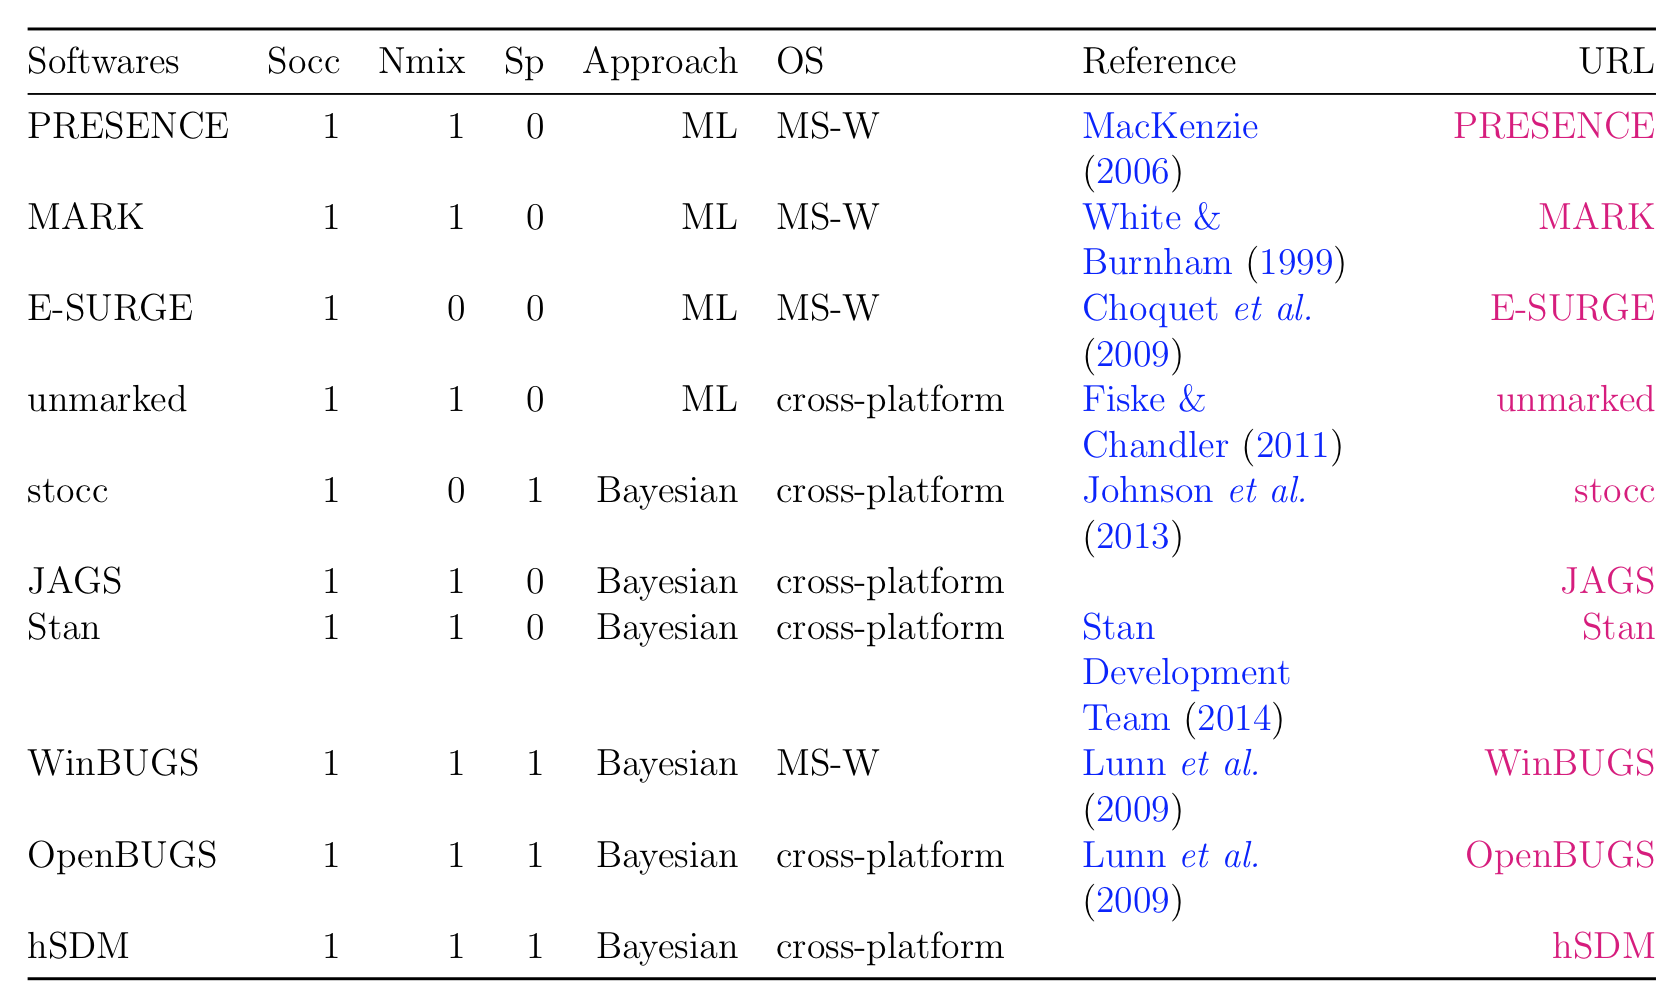 Softwares Socc Nmix Sp Approach OS Reference URL
PRESENCE 1 1 0 ML MS-W MacKenzie PRESENCE
(2006)
MARK 1 1 0 ML MS-W White & MARK
Burnham (1999)
E-SURGE 1 0 0 ML MS-W Choquet et al. E-SURGE
(2009)
unmarked 1 1 0 ML cross-platform Fiske & unmarked
Chandler (2011)
stocc 1 0 1 Bayesian cross-platform Johnson et al. stocc
(2013)
JAGS 1 1 0 Bayesian cross-platform JAGS
Stan 1 1 0 Bayesian cross-platform Stan Stan
Development
Team (2014)
WinBUGS 1 1 1 Bayesian MS-W Lunn et al. WinBUGS
(2009)
OpenBUGS 1 1 1 Bayesian cross-platform Lunn et al. OpenBUGS
(2009)
hSDM 1 1 1 Bayesian cross-platform hSDM